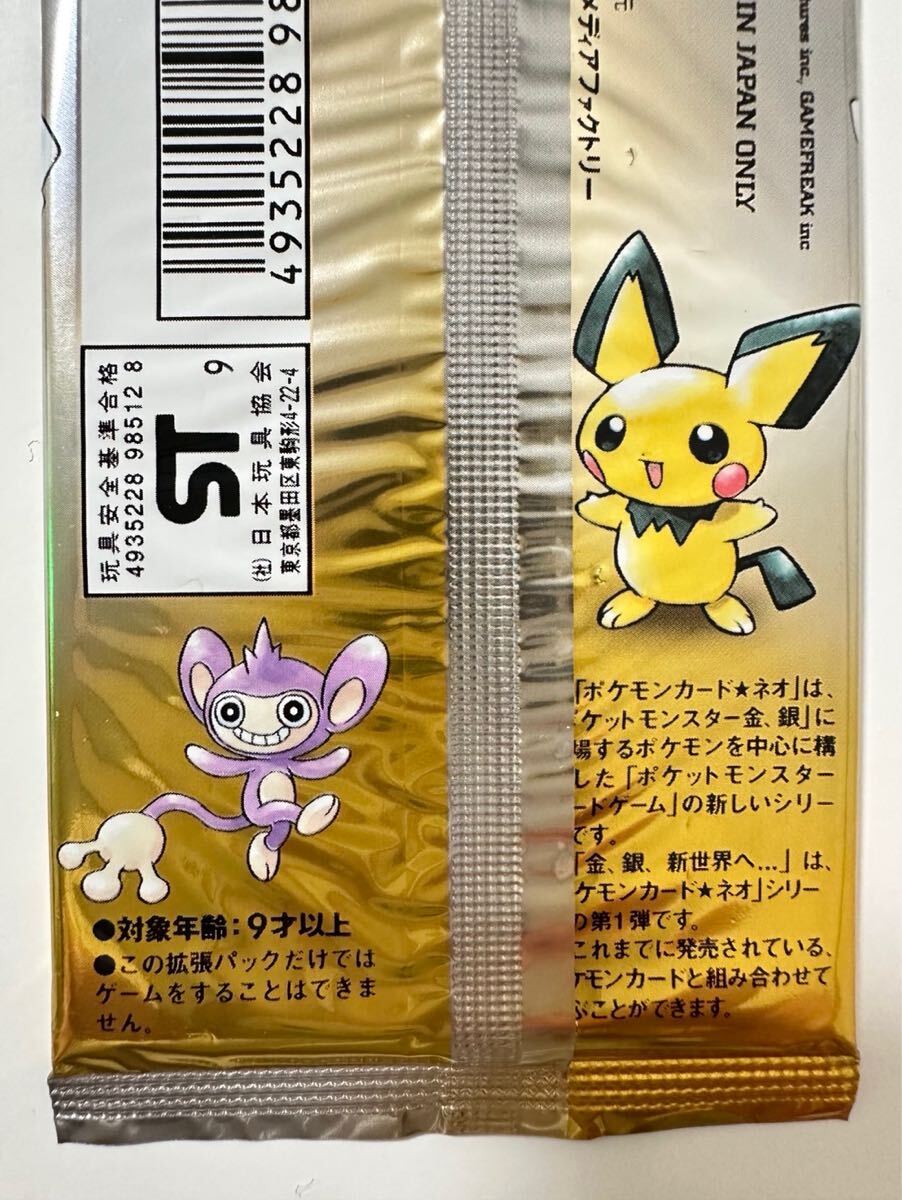 4935228 98
玩具安全基準合格
4935228 98512 8
ST
9
(社)日本玩具協会
東京都墨田区東駒形4-22-4
●対象年齢:9才以上
●この拡張パックだけでは
ゲームをすることはできま
せん。
メディアファクトリー
IN JAPAN ONLY
ures inc., GAMEFREAK inc
「ポケモンカード★ネオ」は、
ケットモンスター金、銀」に
場するポケモンを中心に構
した「ポケットモンスター
ードゲーム」の新しいシリー
です。
「金、銀、新世界へ...」は、
ケモンカード★ネオ」シリー
の第1弾です。
これまでに発売されている、
ケモンカードと組み合わせて
ぶことができます。